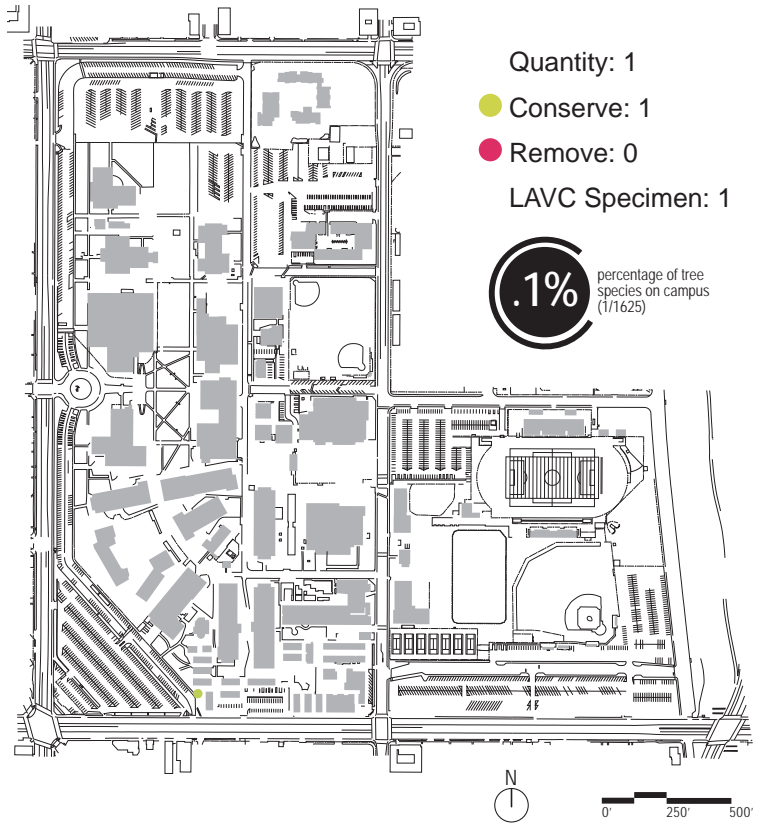 Quantity: 1
Conserve: 1
Remove: 0
LAVC Specimen: 1
.1%
percentage of tree
species on campus
(1/1625)
N
0' 250' 500'